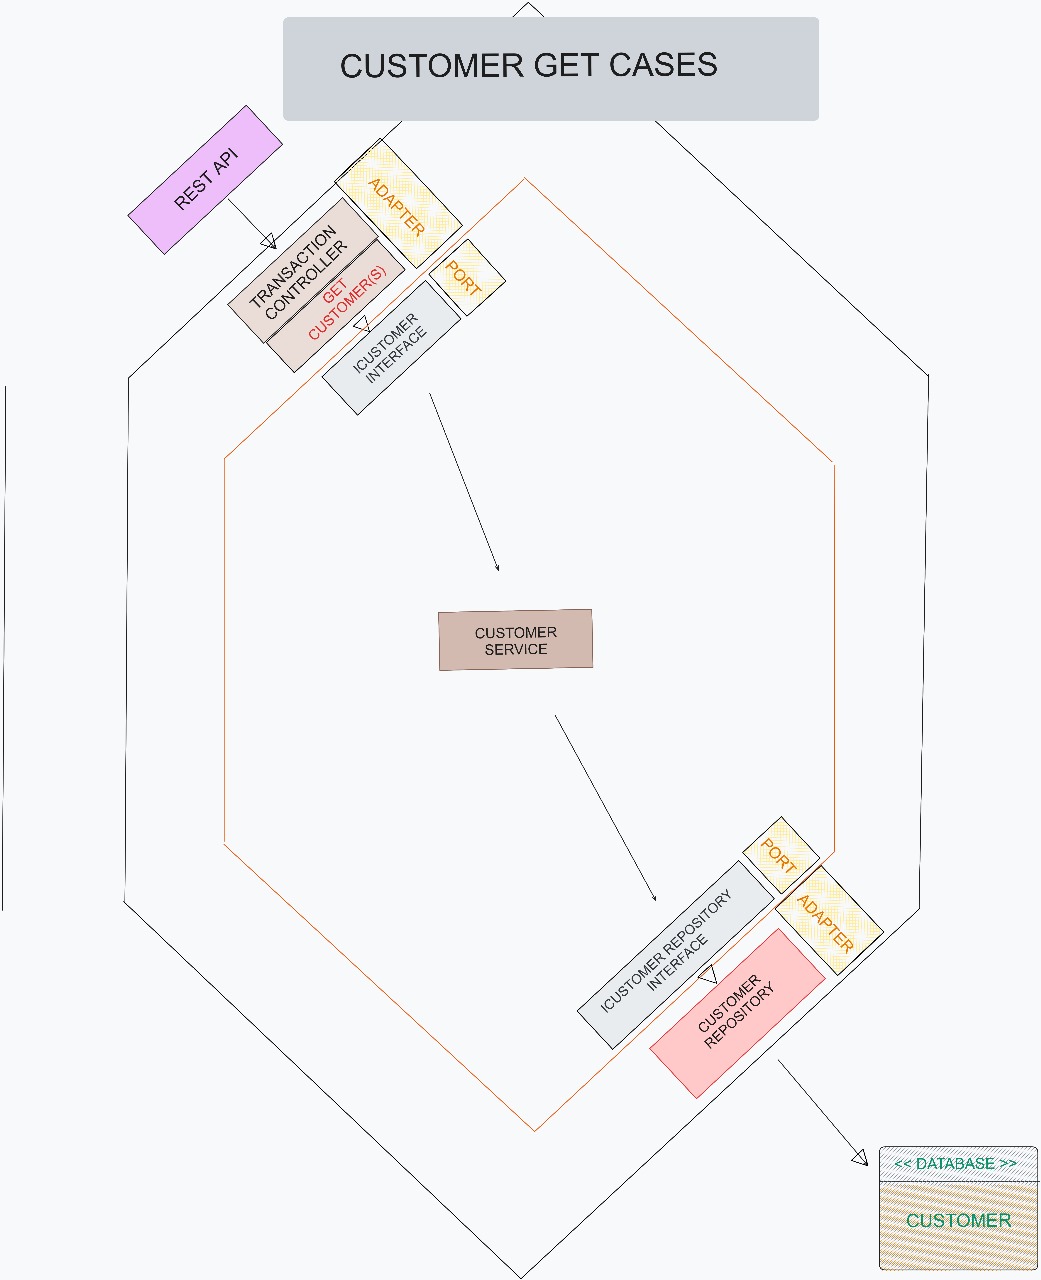 CUSTOMER GET CASES
REST API
ADAPTER
TRANSACTION
CONTROLLER
GET
CUSTOMER(S)
PORT
ICUSTOMER
INTERFACE
CUSTOMER
SERVICE
PORT
ADAPTER
ICUSTOMER REPOSITORY
INTERFACE
CUSTOMER
REPOSITORY
<< DATABASE >>
CUSTOMER